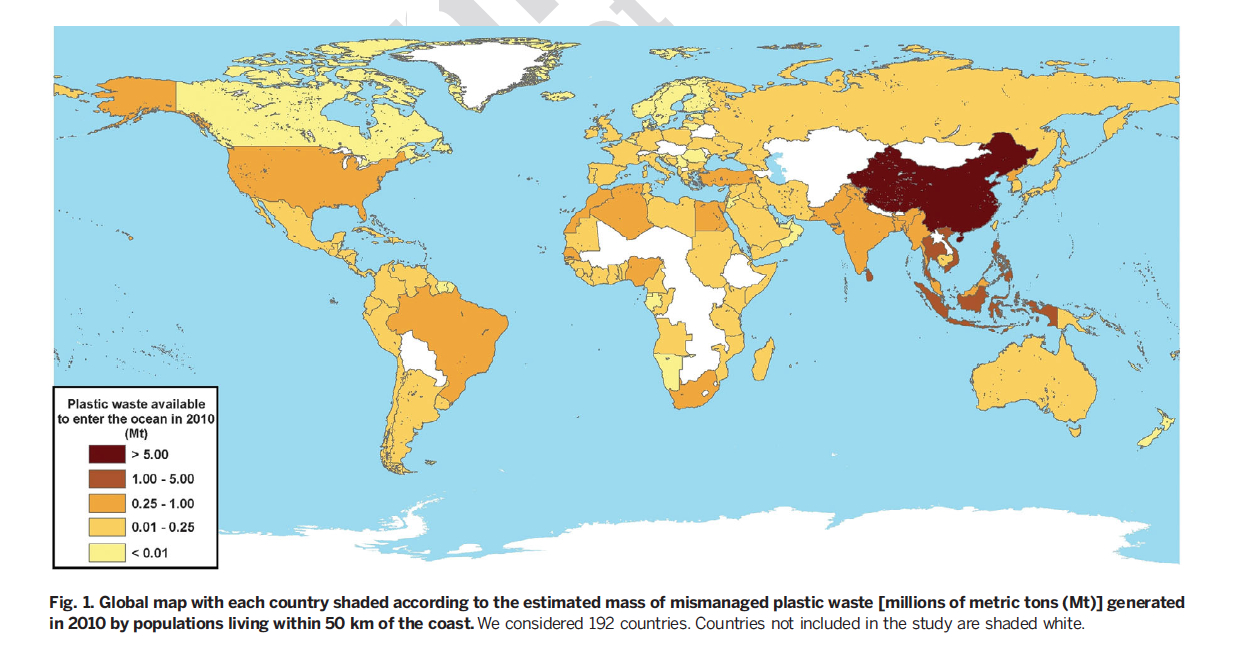 Plastic waste available
to enter the ocean in 2010
(Mt)
> 5.00
1.00 - 5.00
0.25 - 1.00
0.01 - 0.25
< 0.01
Fig. 1. Global map with each country shaded according to the estimated mass of mismanaged plastic waste [millions of metric tons (Mt)] generated
in 2010 by populations living within 50 km of the coast. We considered 192 countries. Countries not included in the study are shaded white.